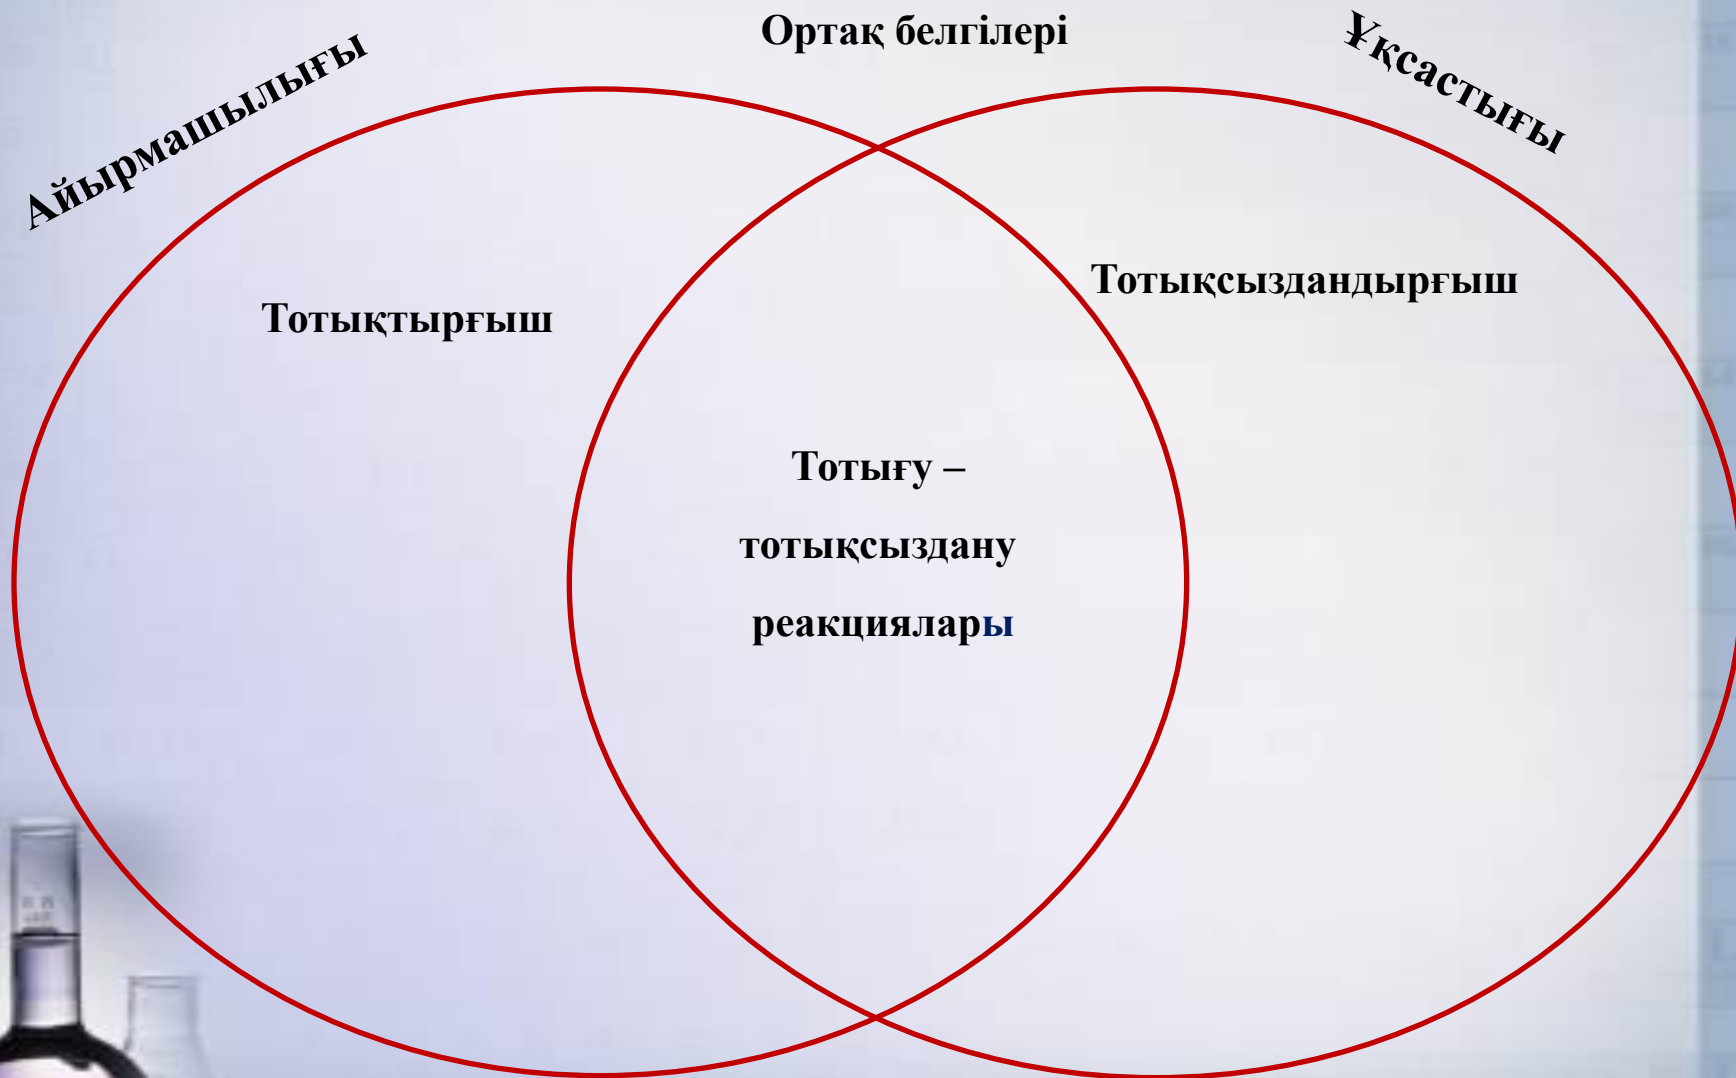 Ортақ белгілері
Айырмашылығы
Ұқсастығы
Тотықтырғыш
Тотықсыздандырғыш
Тотығу –
тотықсыздану
реакциялары